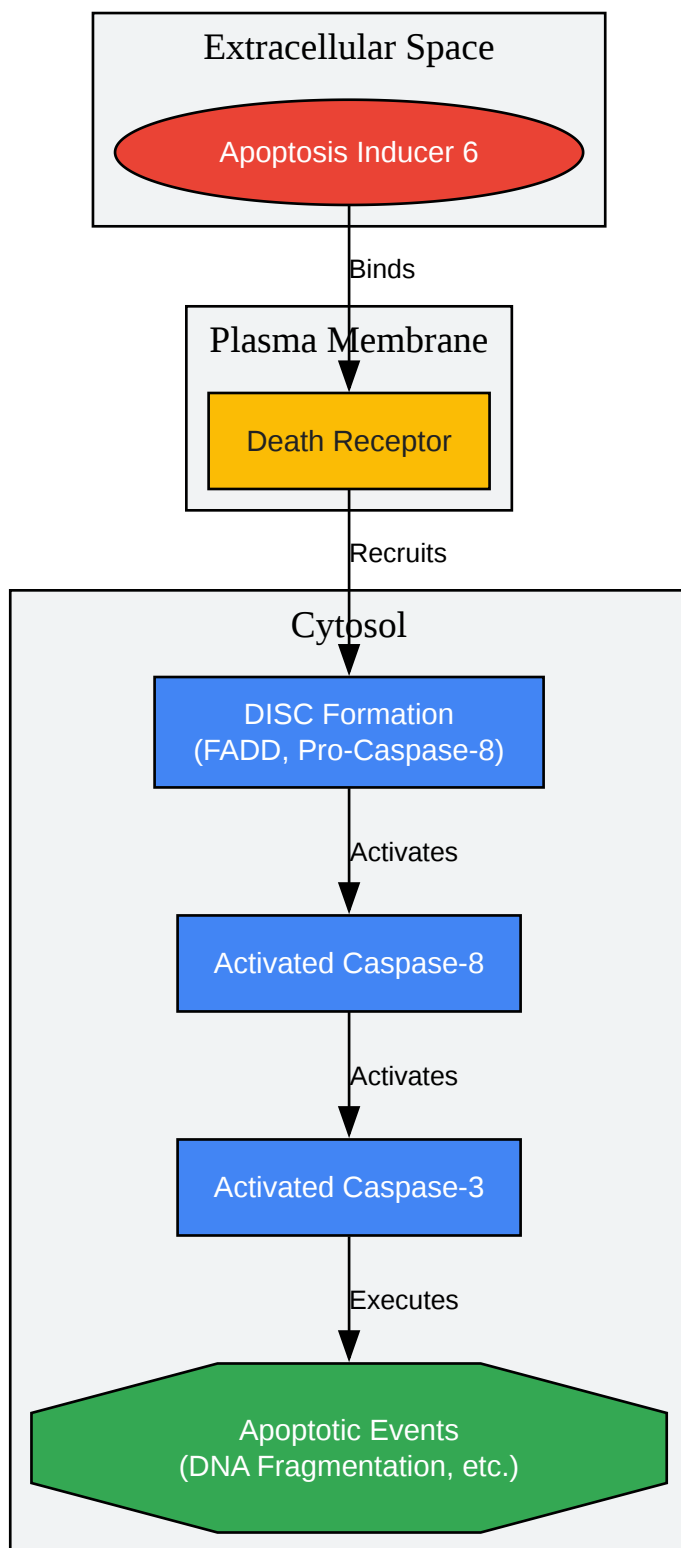 Extracellular Space
Apoptosis Inducer 6
Binds
Plasma Membrane
Death Receptor
Recruits
Cytosol
DISC Formation
(FADD, Pro-Caspase-8)
Activates
Activated Caspase-8
Activates
Activated Caspase-3
Executes
Apoptotic Events
(DNA Fragmentation, etc.)